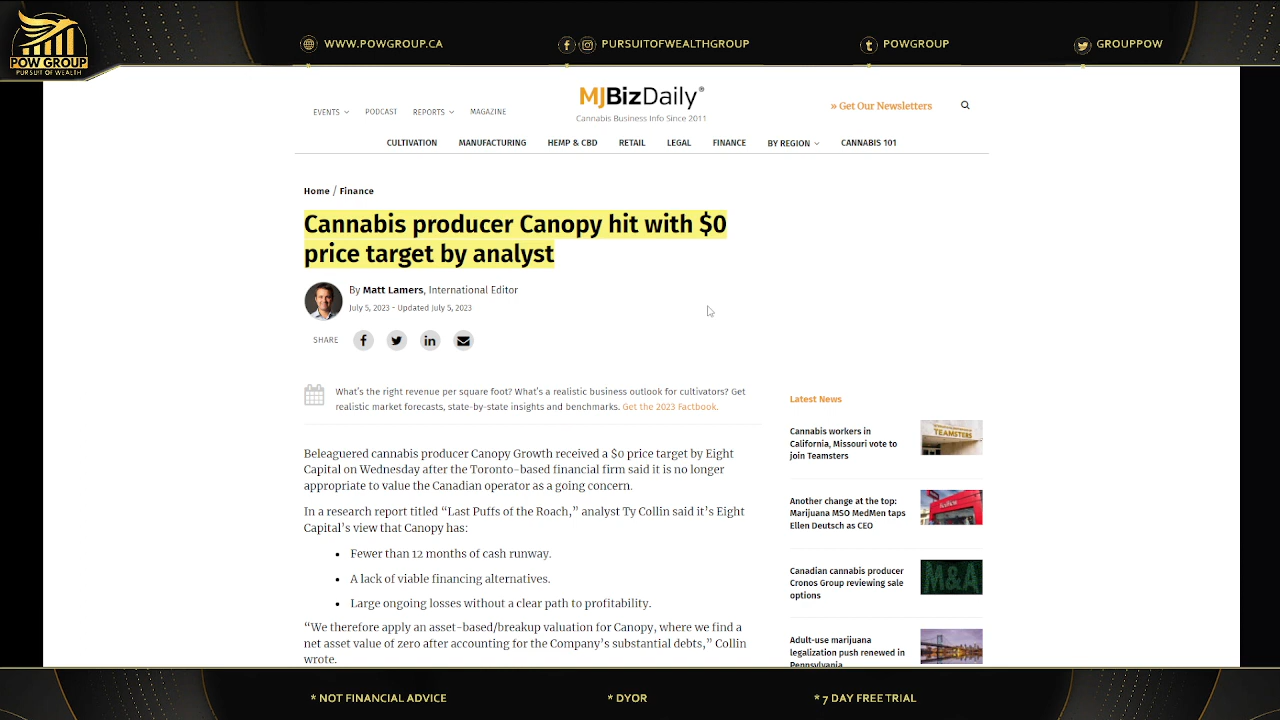 POW GROUP
PURSUIT OF WEALTH
WWW.POWGROUP.CA
PURSUITOFWEALTHGROUP
POWGROUP
GROUPPOW
EVENTS
PODCAST
REPORTS
MAGAZINE
MJBizDaily®
Cannabis Business Info Since 2011
» Get Our Newsletters
CULTIVATION
MANUFACTURING
HEMP & CBD
RETAIL
LEGAL
FINANCE
BY REGION
CANNABIS 101
Home / Finance
Cannabis producer Canopy hit with $0
price target by analyst
By Matt Lamers, International Editor
July 5, 2023 - Updated July 5, 2023
SHARE
What's the right revenue per square foot? What's a realistic business outlook for cultivators? Get
realistic market forecasts, state-by-state insights and benchmarks. Get the 2023 Factbook.
Beleaguered cannabis producer Canopy Growth received a $0 price target by Eight
Capital on Wednesday after the Toronto-based financial firm said it is no longer
appropriate to value the Canadian operator as a going concern.
In a research report titled “Last Puffs of the Roach,” analyst Ty Collin said it's Eight
Capital's view that Canopy has:
• Fewer than 12 months of cash runway.
• A lack of viable financing alternatives.
• Large ongoing losses without a clear path to profitability.
“We therefore apply an asset-based/breakup valuation for Canopy, where we find a
net asset value of zero after accounting for the Company's substantial debts,” Collin
wrote.
Latest News
Cannabis workers in
California, Missouri vote to
join Teamsters
TEAMSTERS
Another change at the top:
Marijuana MSO MedMen taps
Ellen Deutsch as CEO
Canadian cannabis producer
Cronos Group reviewing sale
options
M&A
Adult-use marijuana
legalization push renewed in
Pennsylvania
* NOT FINANCIAL ADVICE
* DYOR
* 7 DAY FREE TRIAL